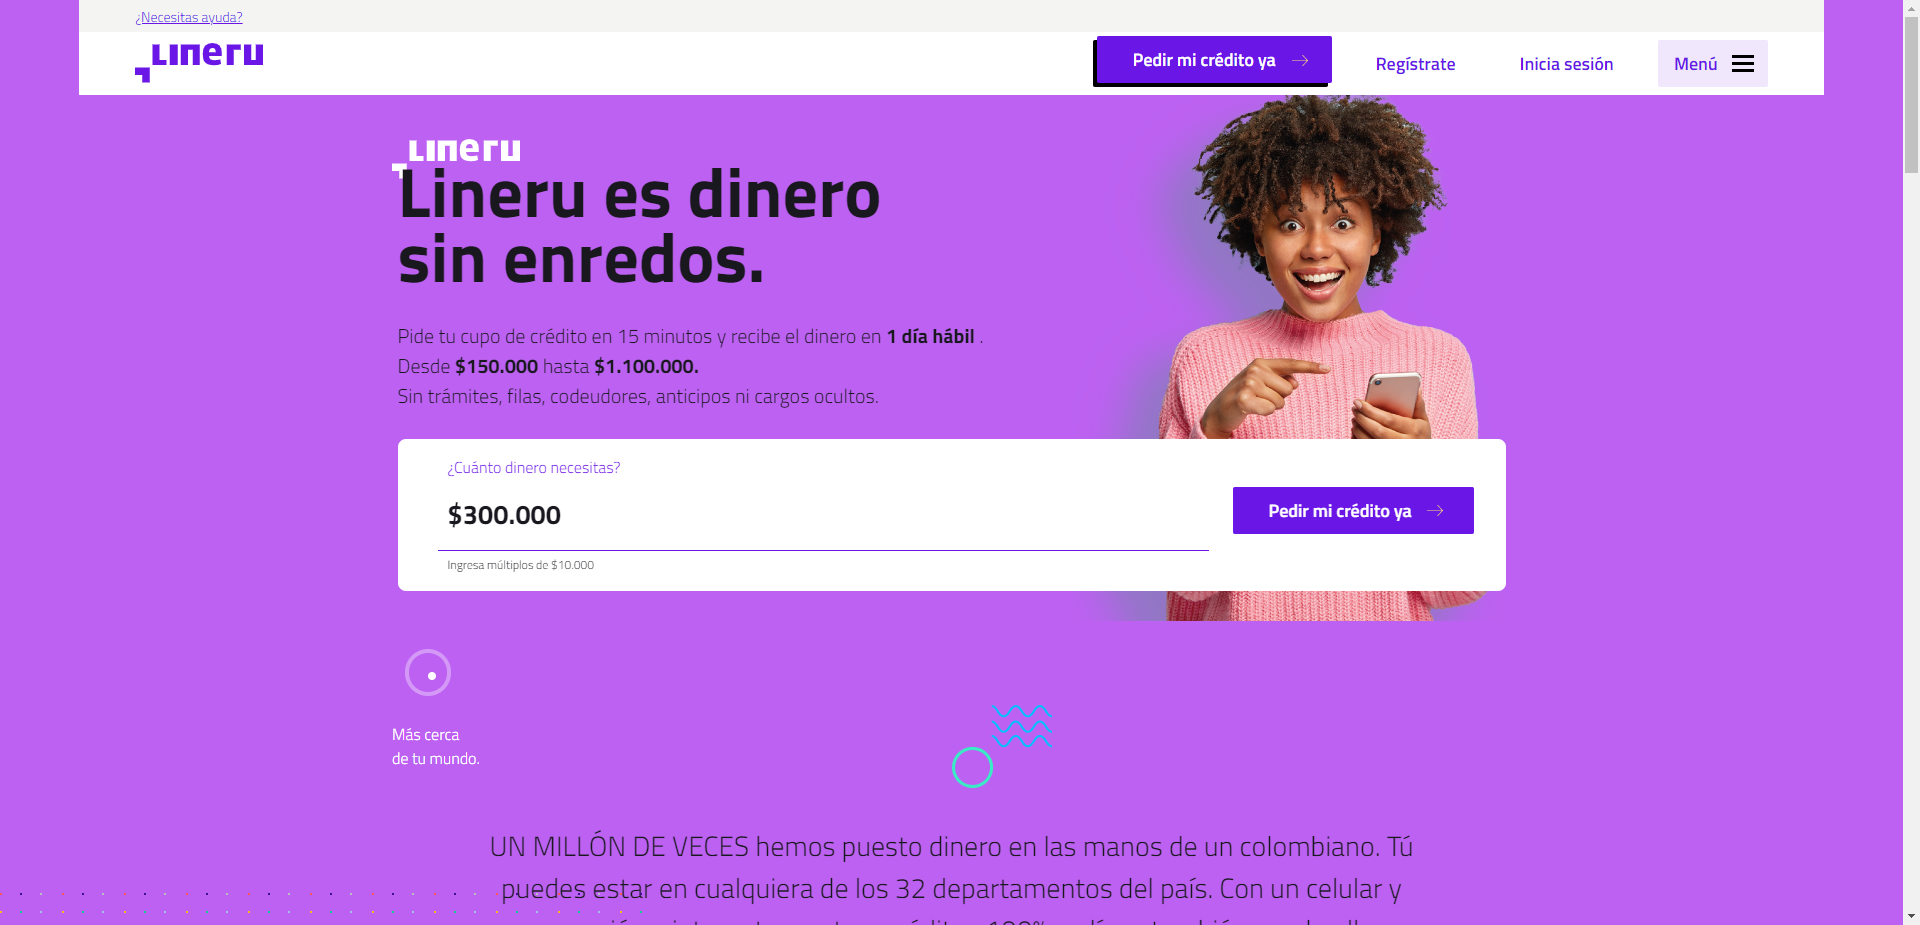 ¿Necesitas ayuda?
Lineru
Pedir mi crédito ya
Regístrate
Inicia sesión
Menú
Lineru
Lineru es dinero
sin enredos.
Pide tu cupo de crédito en 15 minutos y recibe el dinero en 1 día hábil .
Desde $150.000 hasta $1.100.000.
Sin trámites, filas, codeudores, anticipos ni cargos ocultos.
¿Cuánto dinero necesitas?
$300.000
Pedir mi crédito ya
Ingresa múltiplos de $10.000
Más cerca
de tu mundo.
UN MILLÓN DE VECES hemos puesto dinero en las manos de un colombiano. Tú
puedes estar en cualquiera de los 32 departamentos del país. Con un celular y